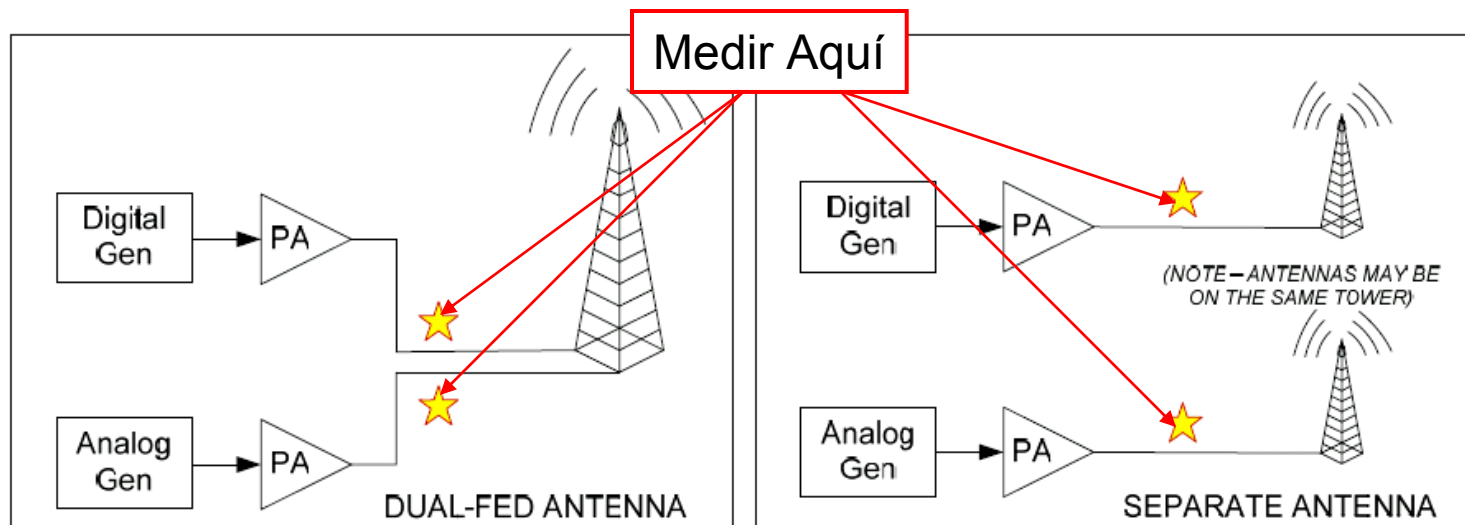 Medir Aquí
Digital
Gen
PA
Analog
Gen
PA
DUAL-FED ANTENNA
Digital
Gen
PA
(NOTE – ANTENNAS MAY BE
ON THE SAME TOWER)
Analog
Gen
PA
SEPARATE ANTENNA